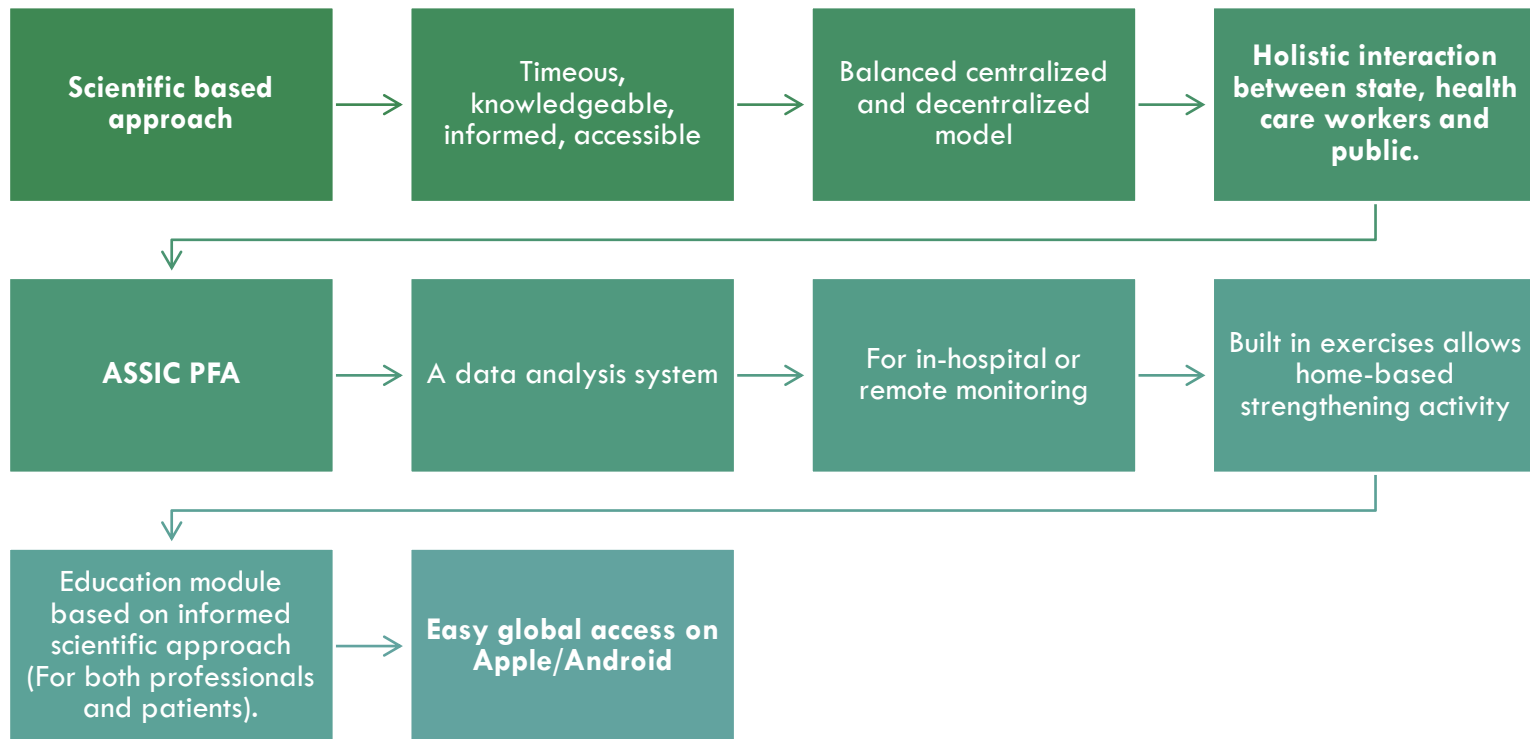 Scientific based
approach
Timeous,
knowledgeable,
informed, accessible
Balanced centralized
and decentralized
model
Holistic interaction
between state, health
care workers and
public.
ASSIC PFA
A data analysis system
For in-hospital or
remote monitoring
Built in exercises allows
home-based
strengthening activity
Education module
based on informed
scientific approach
(For both professionals
and patients).
Easy global access on
Apple/Android